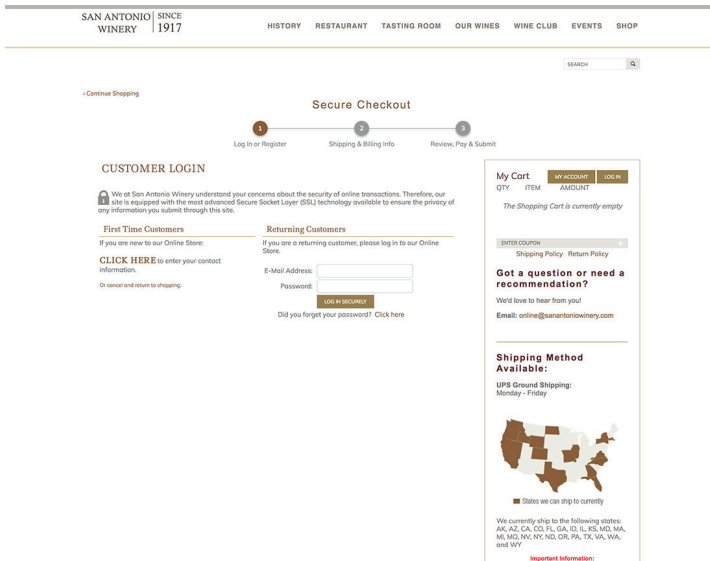 SAN ANTONIO WINERY SINCE 1917
HISTORY RESTAURANT TASTING ROOM OUR WINES WINE CLUB EVENTS SHOP
SEARCH
‹ Continue Shopping
Secure Checkout
1 2 3
Log In or Register Shipping & Billing Info Review, Pay & Submit
CUSTOMER LOGIN
We at San Antonio Winery understand your concerns about the security of online transactions. Therefore, our
site is equipped with the most advanced Secure Socket Layer (SSL) technology available to ensure the privacy of
any information you submit through this site.
First Time Customers
If you are new to our Online Store:
CLICK HERE to enter your contact
information.
Or cancel and return to shopping.
Returning Customers
If you are a returning customer, please log in to our Online
Store.
E-Mail Address:
Password:
LOG IN SECURELY
Did you forget your password? Click here
My Cart MY ACCOUNT LOG IN
QTY ITEM AMOUNT
The Shopping Cart is currently empty
ENTER COUPON
Shipping Policy Return Policy
Got a question or need a
recommendation?
We'd love to hear from you!
Email: online@sanantoniowinery.com
Shipping Method
Available:
UPS Ground Shipping:
Monday - Friday
States we can ship to currently
We currently ship to the following states:
AK, AZ, CA, CO, FL, GA, ID, IL, KS, MD, MA,
MI, MO, NV, NY, ND, OR, PA, TX, VA, WA,
and WY
Important Information: